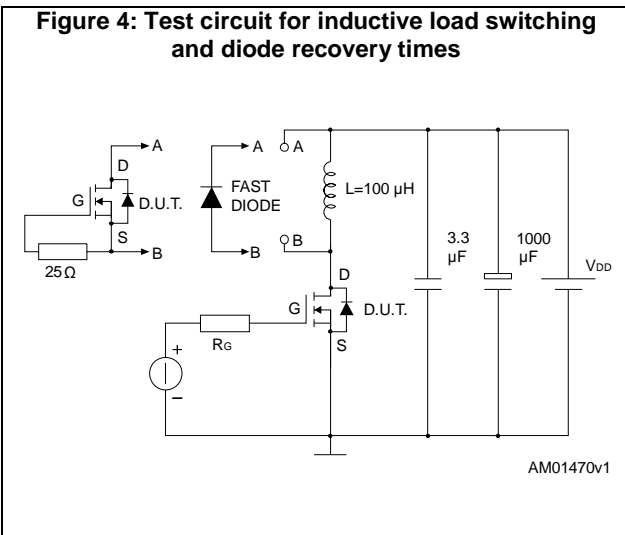 Figure 4: Test circuit for inductive load switching
and diode recovery times
A
D
G
D.U.T.
S
B
25 Ω
A
FAST
DIODE
B
A
L=100 µH
B
D
G
D.U.T.
S
RG
+
–
3.3
µF
1000
µF
VDD
AM01470v1